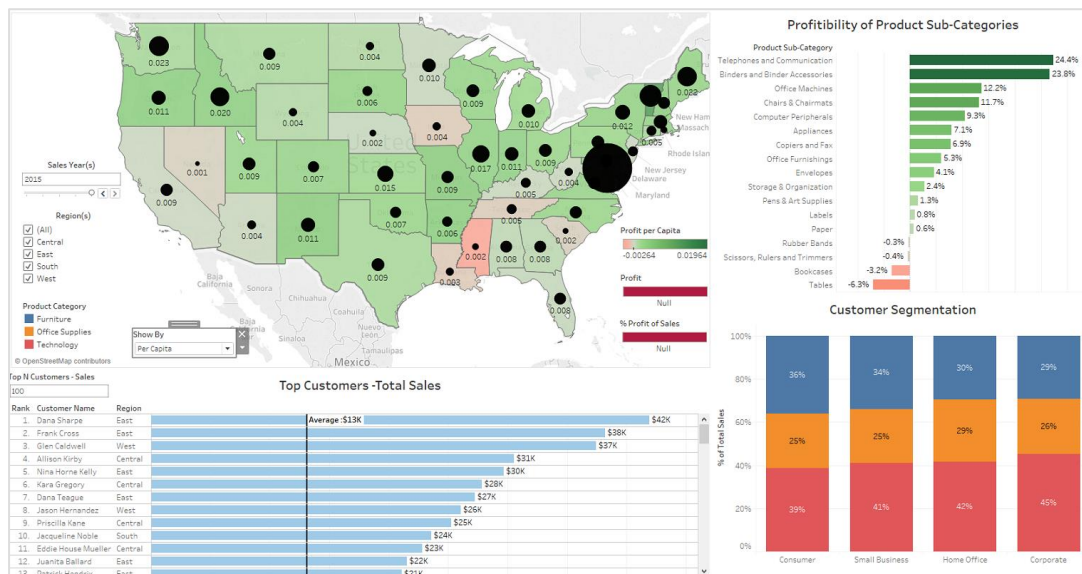 0.023
0.009
0.004
0.010
0.009
0.010
0.012
0.022
0.011
0.020
0.004
0.006
0.002
0.004
0.017
0.011
0.009
0.005
0.004
0.005
0.009
0.001
0.009
0.007
0.015
0.009
0.004
0.011
0.007
0.006
0.005
0.002
0.002
0.008
0.008
0.009
0.003
0.008
New Ham
Massach
Rhode Island
New Jersey
Delaware
Maryland
Baja
California
Sonora
Chihuahua
Coahuila
Nuevo
León
Sinaloa
Tamaulipas
Mexico
© OpenStreetMap contributors
Sales Year(s)
2015
Region(s)
(All)
Central
East
South
West
Product Category
Furniture
Office Supplies
Technology
Show By
Per Capita
Profit per Capita
-0.00264 0.01964
Profit
Null
% Profit of Sales
Null
Profitibility of Product Sub-Categories
Product Sub-Category
Telephones and Communication 24.4%
Binders and Binder Accessories 23.8%
Office Machines 12.2%
Chairs & Chairmats 11.7%
Computer Peripherals 9.3%
Appliances 7.1%
Copiers and Fax 6.9%
Office Furnishings 5.3%
Envelopes 4.1%
Storage & Organization 2.4%
Pens & Art Supplies 1.3%
Labels 0.8%
Paper 0.6%
Rubber Bands -0.3%
Scissors, Rulers and Trimmers -0.4%
Bookcases -3.2%
Tables -6.3%
Top N Customers - Sales
100
Top Customers -Total Sales
Rank Customer Name Region
Average :$13K
1. Dana Sharpe East $42K
2. Frank Cross East $38K
3. Glen Caldwell West $37K
4. Allison Kirby Central $31K
5. Nina Horne Kelly East $30K
6. Kara Gregory Central $28K
7. Dana Teague East $27K
8. Jason Hernandez West $26K
9. Priscilla Kane Central $25K
10. Jacqueline Noble South $24K
11. Eddie House Mueller Central $23K
12. Juanita Ballard East $22K
Customer Segmentation
% of Total Sales
100%
80%
60%
40%
20%
0%
36% 34% 30% 29%
25% 25% 29% 26%
39% 41% 42% 45%
Consumer Small Business Home Office Corporate